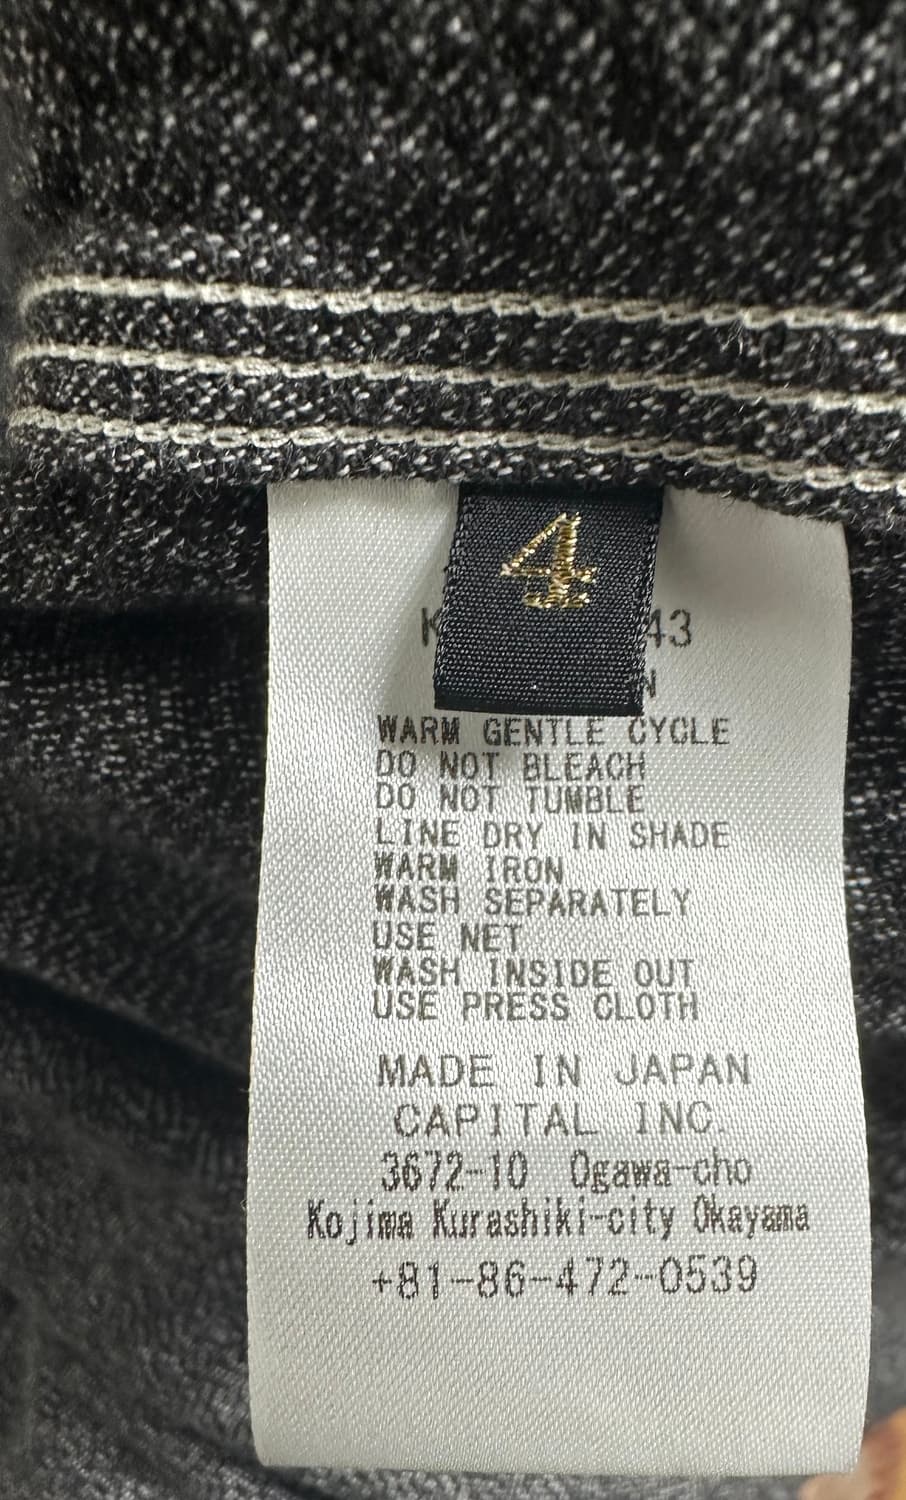 4
K 43
N
WARM GENTLE CYCLE
DO NOT BLEACH
DO NOT TUMBLE
LINE DRY IN SHADE
WARM IRON
WASH SEPARATELY
USE NET
WASH INSIDE OUT
USE PRESS CLOTH
MADE IN JAPAN
CAPITAL INC.
3672-10 Ogawa-cho
Kojima Kurashiki-city Okayama
+81-86-472-0539